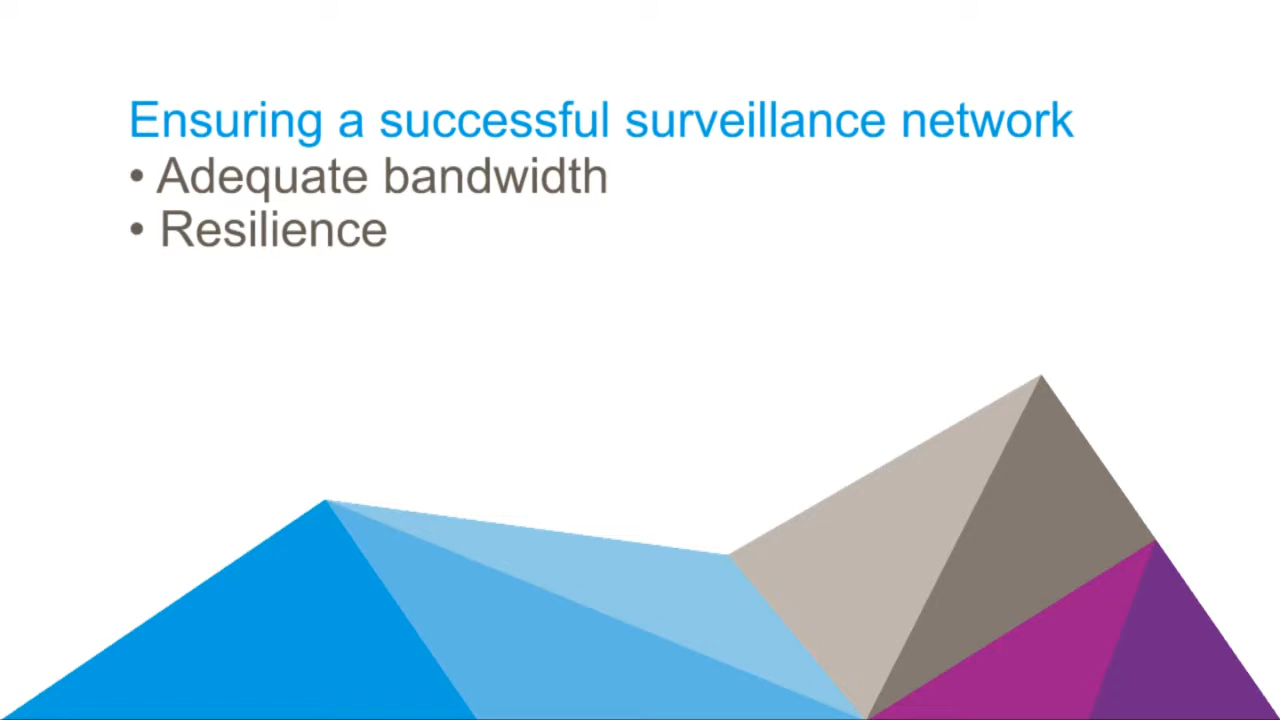 Ensuring a successful surveillance network
• Adequate bandwidth
• Resilience